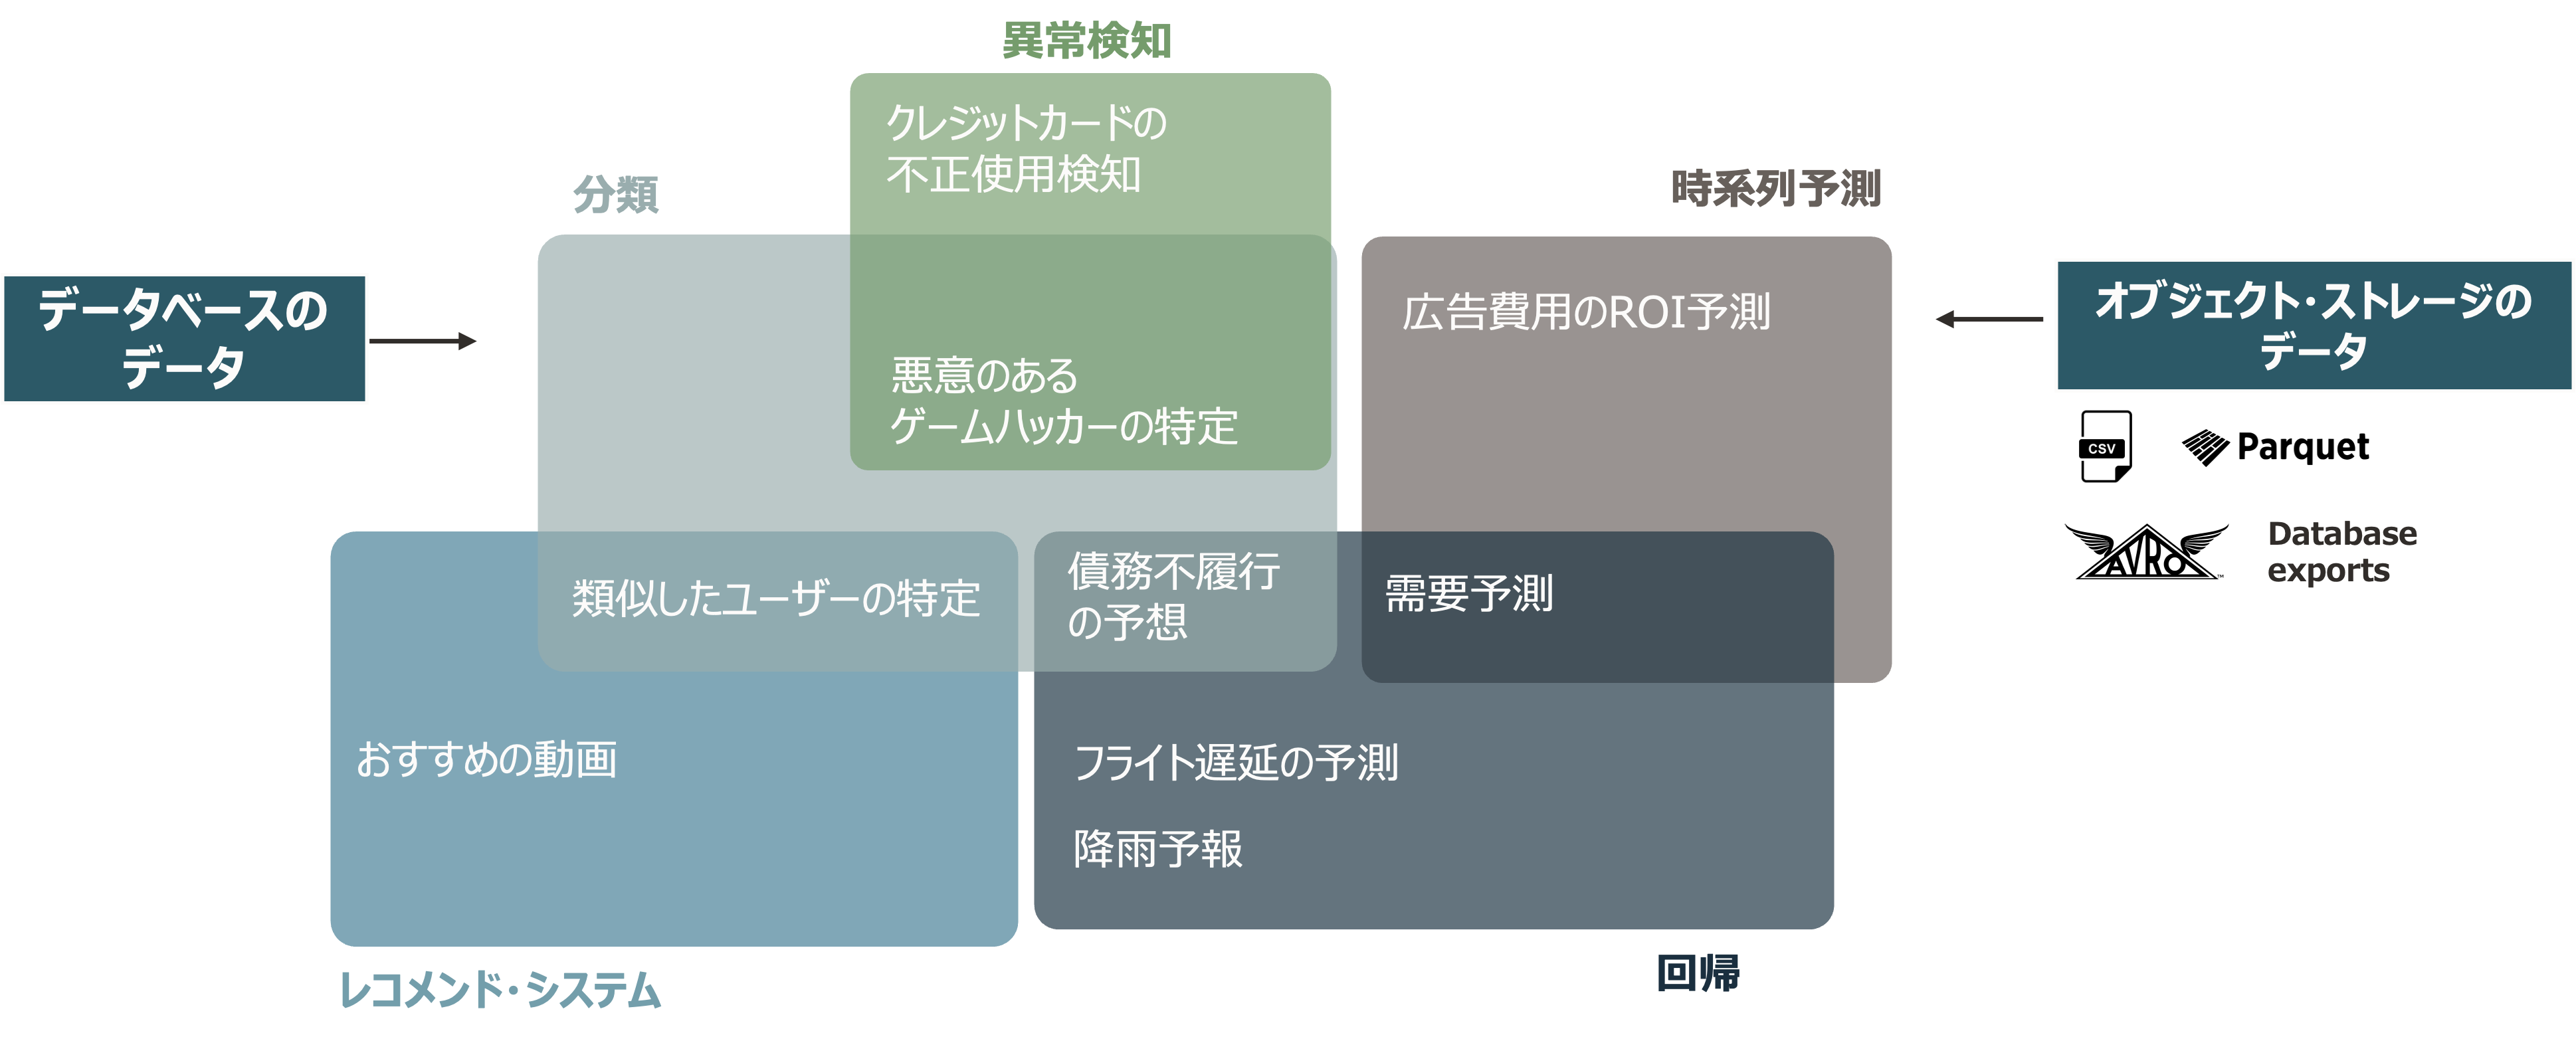 異常検知
クレジットカードの
不正使用検知
分類
時系列予測
データベースの
データ
オブジェクト・ストレージの
データ
広告費用のROI予測
悪意のある
ゲームハッカーの特定
CSV
Parquet
AVRO™
Database
exports
類似したユーザーの特定
債務不履行
の予想
需要予測
おすすめの動画
フライト遅延の予測
降雨予報
レコメンド・システム
回帰